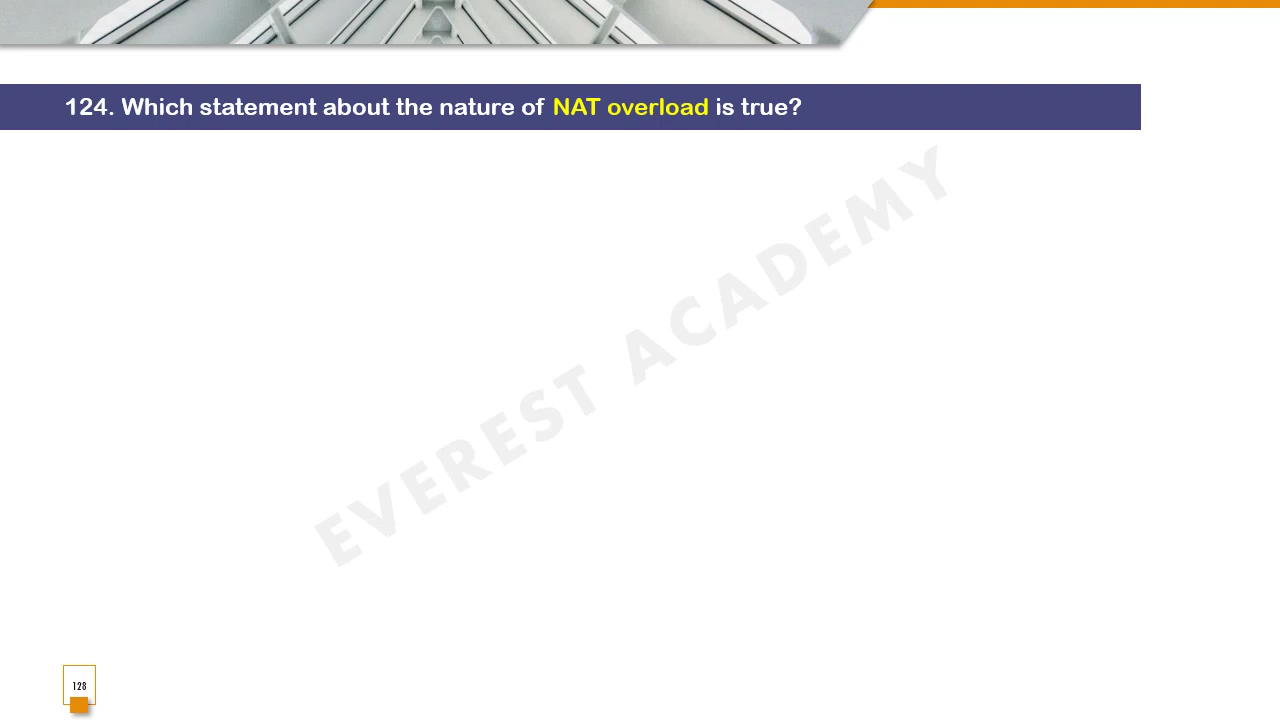 124. Which statement about the nature of NAT overload is true?
EVEREST ACADEMY
128